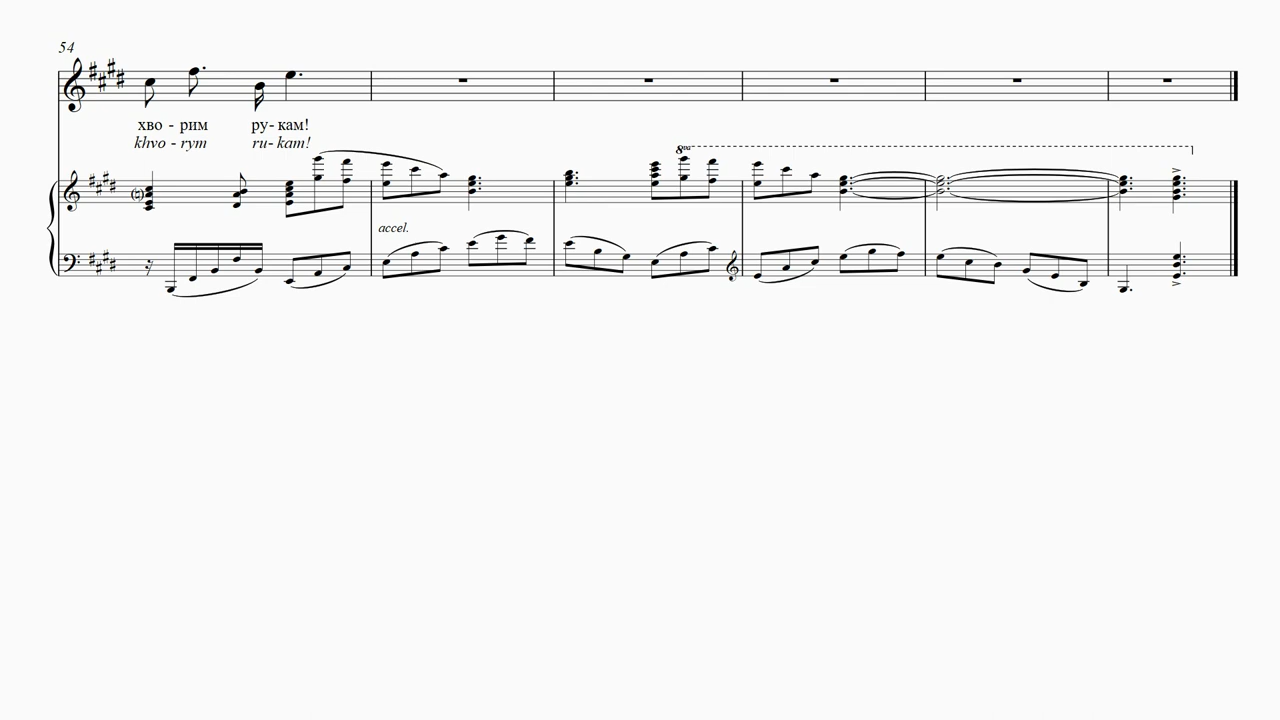 54
хво - рим ру - кам!
khvo - rym ru - kam!
8va
accel.